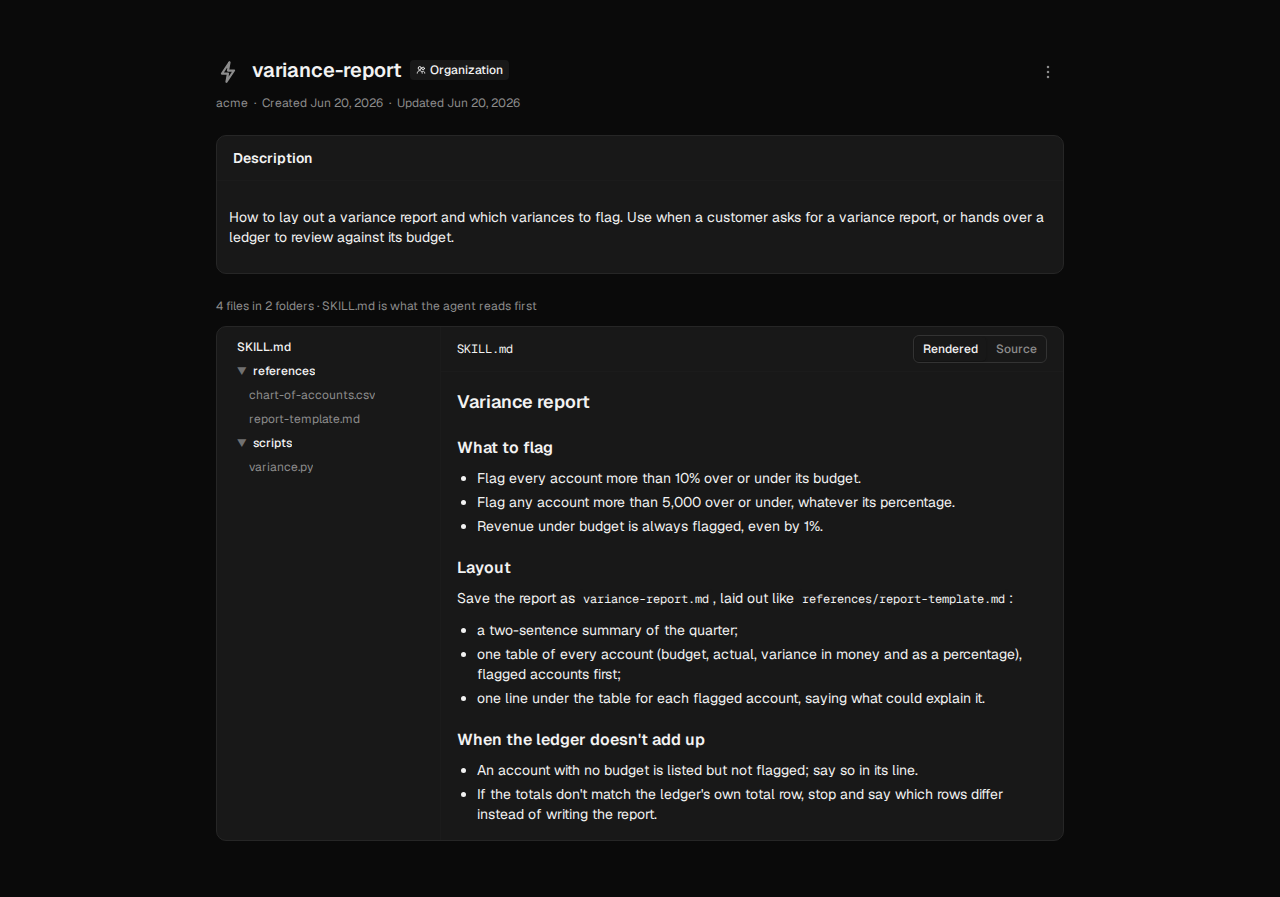 variance-report Organization
acme · Created Jun 20, 2026 · Updated Jun 20, 2026
Description
How to lay out a variance report and which variances to flag. Use when a customer asks for a variance report, or hands over a
ledger to review against its budget.
4 files in 2 folders · SKILL.md is what the agent reads first
SKILL.md
references
chart-of-accounts.csv
report-template.md
scripts
variance.py
SKILL.md
Rendered Source
Variance report
What to flag
• Flag every account more than 10% over or under its budget.
• Flag any account more than 5,000 over or under, whatever its percentage.
• Revenue under budget is always flagged, even by 1%.
Layout
Save the report as variance-report.md, laid out like references/report-template.md:
• a two-sentence summary of the quarter;
• one table of every account (budget, actual, variance in money and as a percentage),
flagged accounts first;
• one line under the table for each flagged account, saying what could explain it.
When the ledger doesn't add up
• An account with no budget is listed but not flagged; say so in its line.
• If the totals don't match the ledger's own total row, stop and say which rows differ
instead of writing the report.